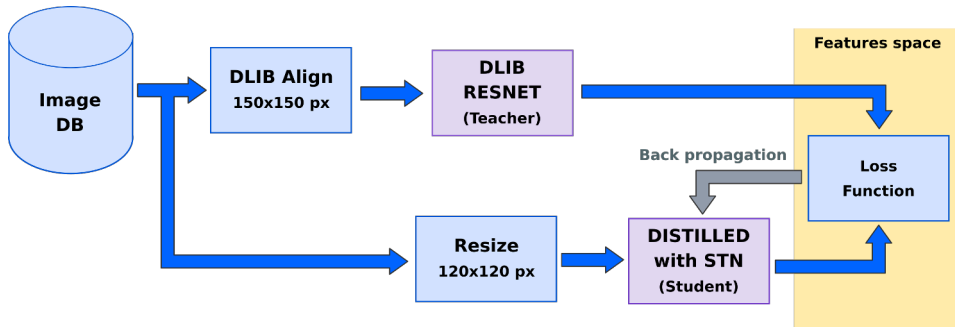 Features space
Image
DB
DLIB Align
150x150 px
DLIB
RESNET
(Teacher)
Back propagation
Loss
Function
Resize
120x120 px
DISTILLED
with STN
(Student)